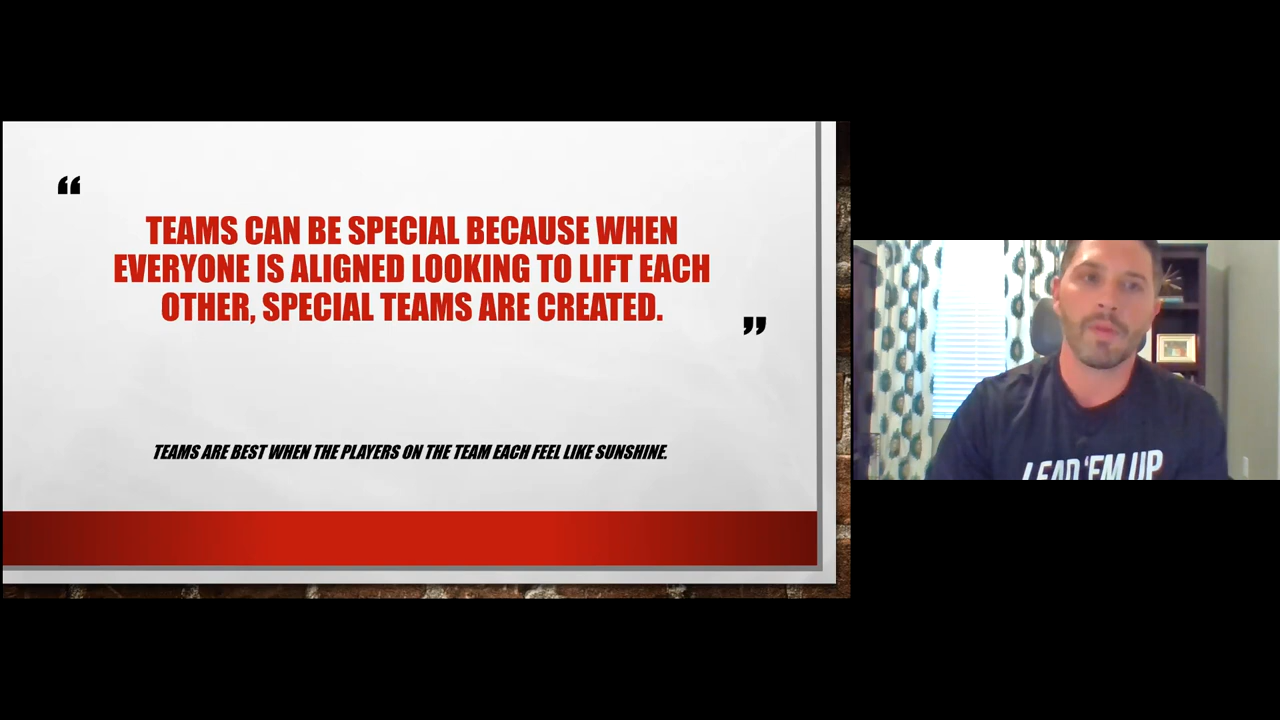 “
TEAMS CAN BE SPECIAL BECAUSE WHEN
EVERYONE IS ALIGNED LOOKING TO LIFT EACH
OTHER, SPECIAL TEAMS ARE CREATED.
”
TEAMS ARE BEST WHEN THE PLAYERS ON THE TEAM EACH FEEL LIKE SUNSHINE.
LEAD ‘EM UP